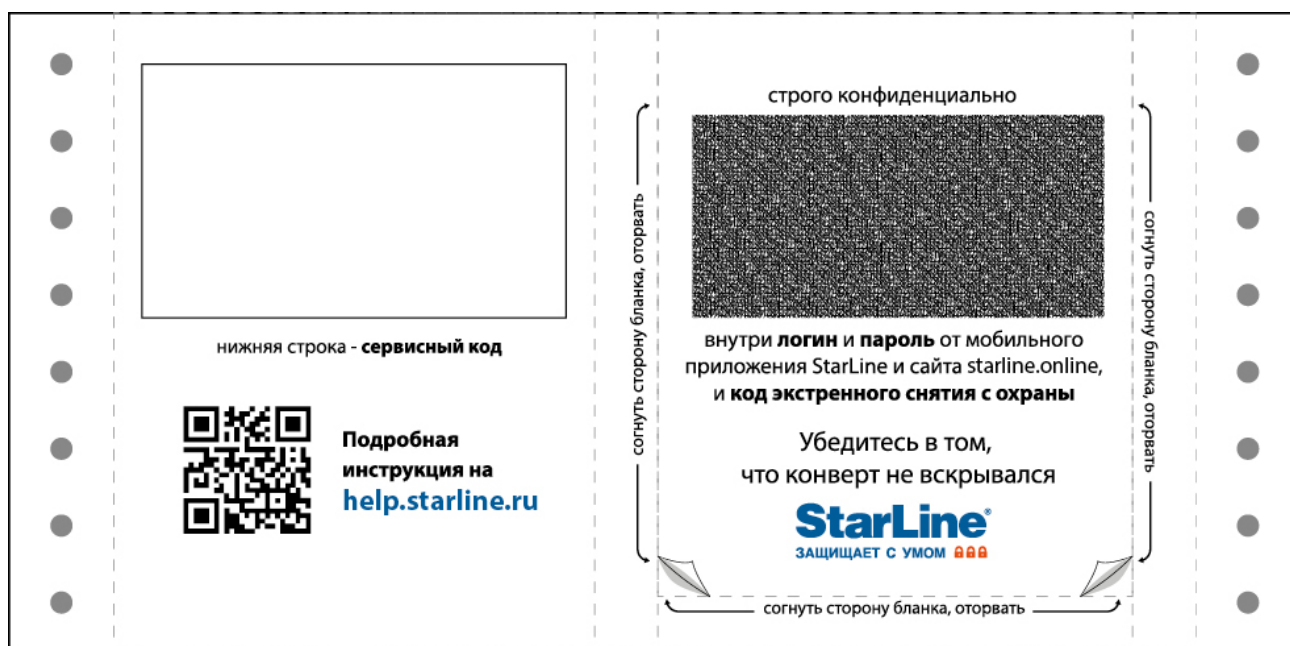 нижняя строка - сервисный код
Подробная
инструкция на
help.starline.ru
строго конфиденциально
согнуть сторону бланка, оторвать
внутри логин и пароль от мобильного
приложения StarLine и сайта starline.online,
и код экстренного снятия с охраны
Убедитесь в том,
что конверт не вскрывался
StarLine®
ЗАЩИЩАЕТ С УМОМ
согнуть сторону бланка, оторвать
согнуть сторону бланка, оторвать